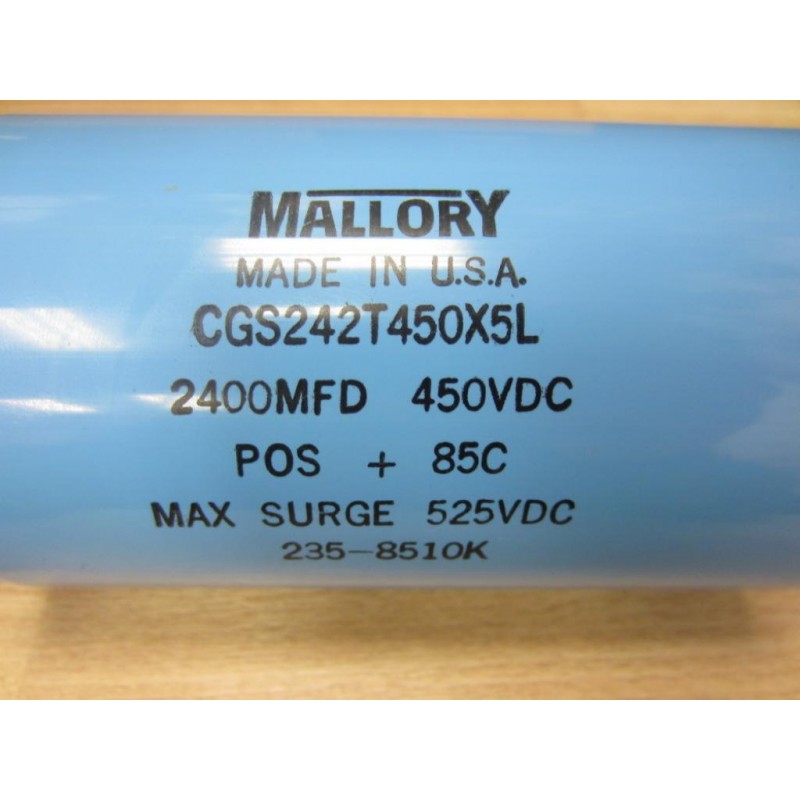 MALLORY
MADE IN U.S.A.
CGS242T450X5L
2400MFD 450VDC
POS + 85C
MAX SURGE 525VDC
235-8510K